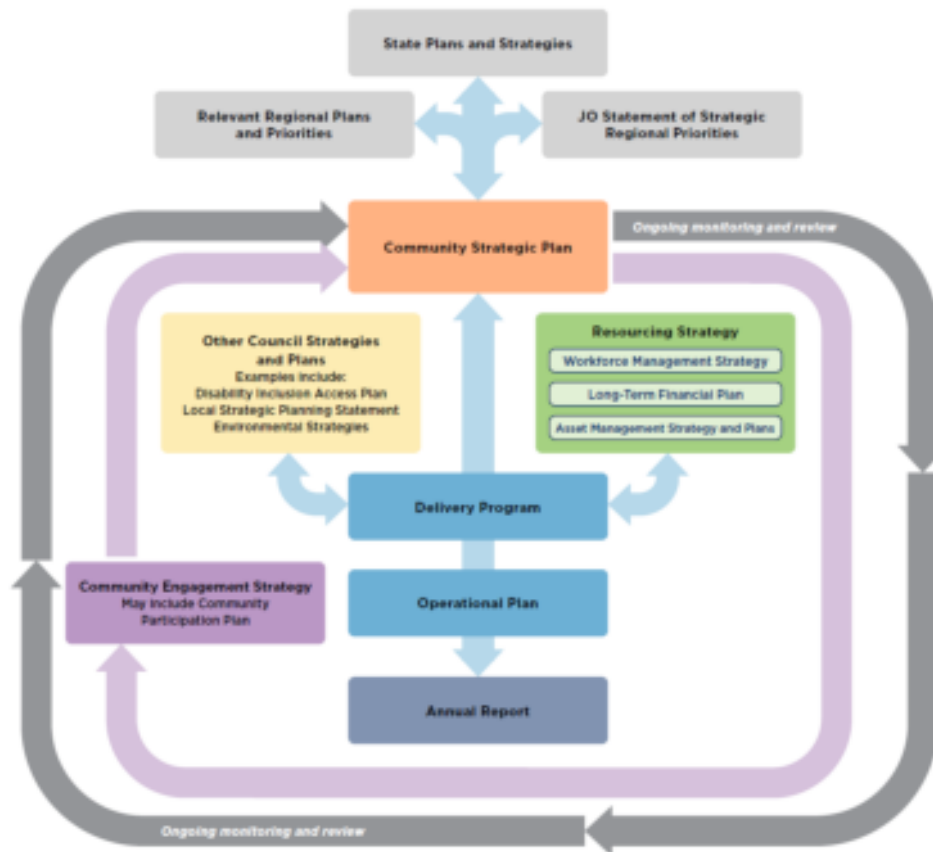 State Plans and Strategies
Relevant Regional Plans
and Priorities
JO Statement of Strategic
Regional Priorities
Community Strategic Plan
Ongoing monitoring and review
Other Council Strategies
and Plans
Examples include:
Disability Inclusion Access Plan
Local Strategic Planning Statement
Environmental Strategies
Resourcing Strategy
Workforce Management Strategy
Long-Term Financial Plan
Asset Management Strategy and Plans
Delivery Program
Community Engagement Strategy
May include Community
Participation Plan
Operational Plan
Annual Report
Ongoing monitoring and review